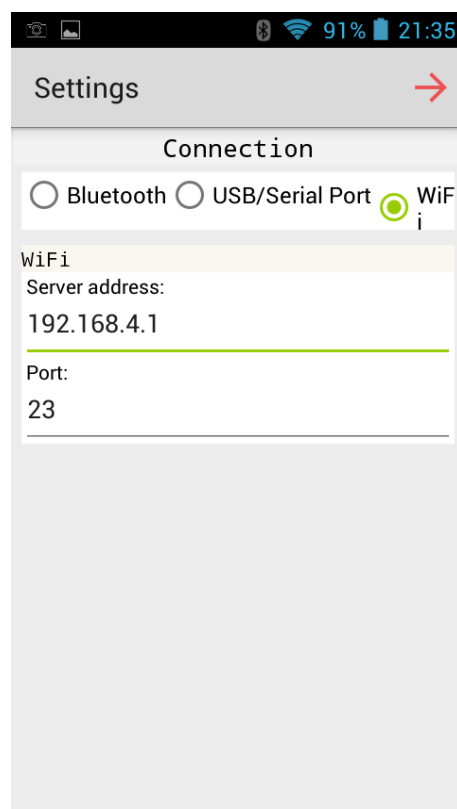 91% 21:35
Settings
Connection
Bluetooth USB/Serial Port WiF
i
WiFi
Server address:
192.168.4.1
Port:
23